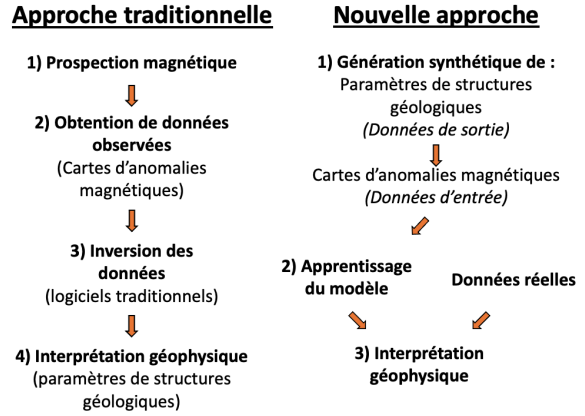 Approche traditionnelle
1) Prospection magnétique
2) Obtention de données
observées
(Cartes d'anomalies
magnétiques)
3) Inversion des
données
(logiciels traditionnels)
4) Interprétation géophysique
(paramètres de structures
géologiques)
Nouvelle approche
1) Génération synthétique de :
Paramètres de structures
géologiques
(Données de sortie)
Cartes d'anomalies magnétiques
(Données d'entrée)
2) Apprentissage
du modèle
Données réelles
3) Interprétation
géophysique